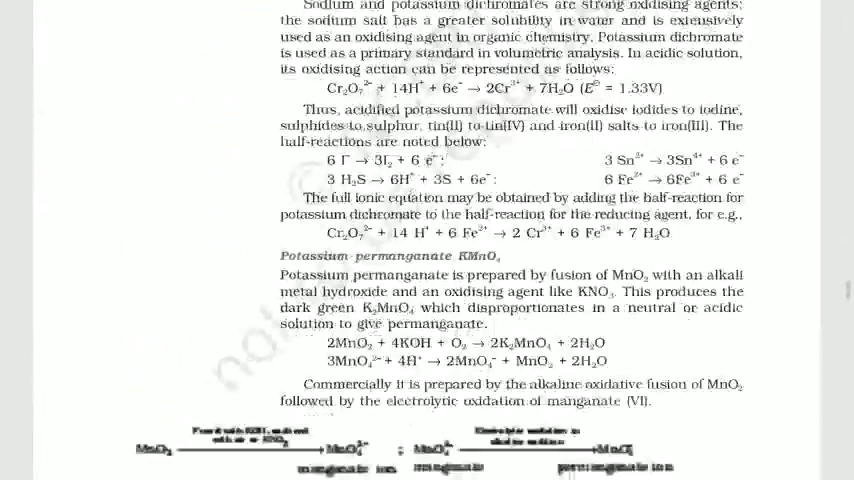 Sodium and potassium dichromates are strong oxidising agents;
the sodium salt has a greater solubility in water and is extensively
used as an oxidising agent in organic chemistry. Potassium dichromate
is used as a primary standard in volumetric analysis. In acidic solution,
its oxidising action can be represented as follows:
Cr₂O₇²⁻ + 14H⁺ + 6e⁻ → 2Cr³⁺ + 7H₂O (E⊖ = 1.33V)
Thus, acidified potassium dichromate will oxidise iodides to iodine,
sulphides to sulphur, tin(II) to tin(IV) and iron(II) salts to iron(III). The
half-reactions are noted below:
6 I⁻ → 3I₂ + 6 e⁻ ; 3 Sn²⁺ → 3Sn⁴⁺ + 6 e⁻
3 H₂S → 6H⁺ + 3S + 6e⁻ ; 6 Fe²⁺ → 6Fe³⁺ + 6 e⁻
The full ionic equation may be obtained by adding the half-reaction for
potassium dichromate to the half-reaction for the reducing agent, for e.g.,
Cr₂O₇²⁻ + 14 H⁺ + 6 Fe²⁺ → 2 Cr³⁺ + 6 Fe³⁺ + 7 H₂O
Potassium permanganate KMnO₄
Potassium permanganate is prepared by fusion of MnO₂ with an alkali
metal hydroxide and an oxidising agent like KNO₃. This produces the
dark green K₂MnO₄ which disproportionates in a neutral or acidic
solution to give permanganate.
2MnO₂ + 4KOH + O₂ → 2K₂MnO₄ + 2H₂O
3MnO₄²⁻ + 4H⁺ → 2MnO₄⁻ + MnO₂ + 2H₂O
Commercially it is prepared by the alkaline oxidative fusion of MnO₂
followed by the electrolytic oxidation of manganate (VI).
MnO₂ → MnO₄²⁻ ; MnO₄²⁻ → MnO₄⁻
manganate ion manganate permanganate ion